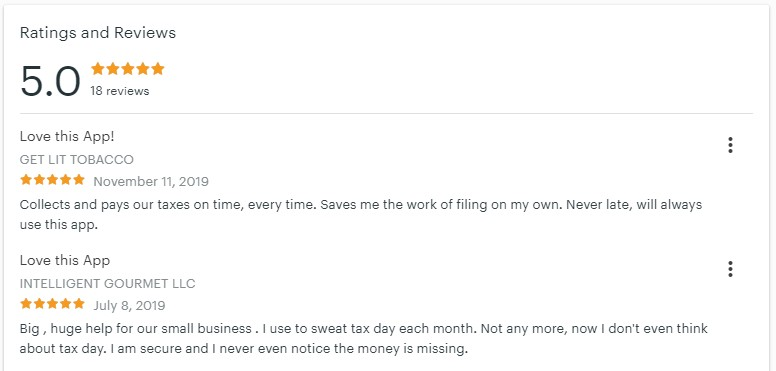 Ratings and Reviews
5.0
18 reviews
Love this App!
GET LIT TOBACCO
November 11, 2019
Collects and pays our taxes on time, every time. Saves me the work of filing on my own. Never late, will always
use this app.
Love this App
INTELLIGENT GOURMET LLC
July 8, 2019
Big , huge help for our small business . I use to sweat tax day each month. Not any more, now I don't even think
about tax day. I am secure and I never even notice the money is missing.